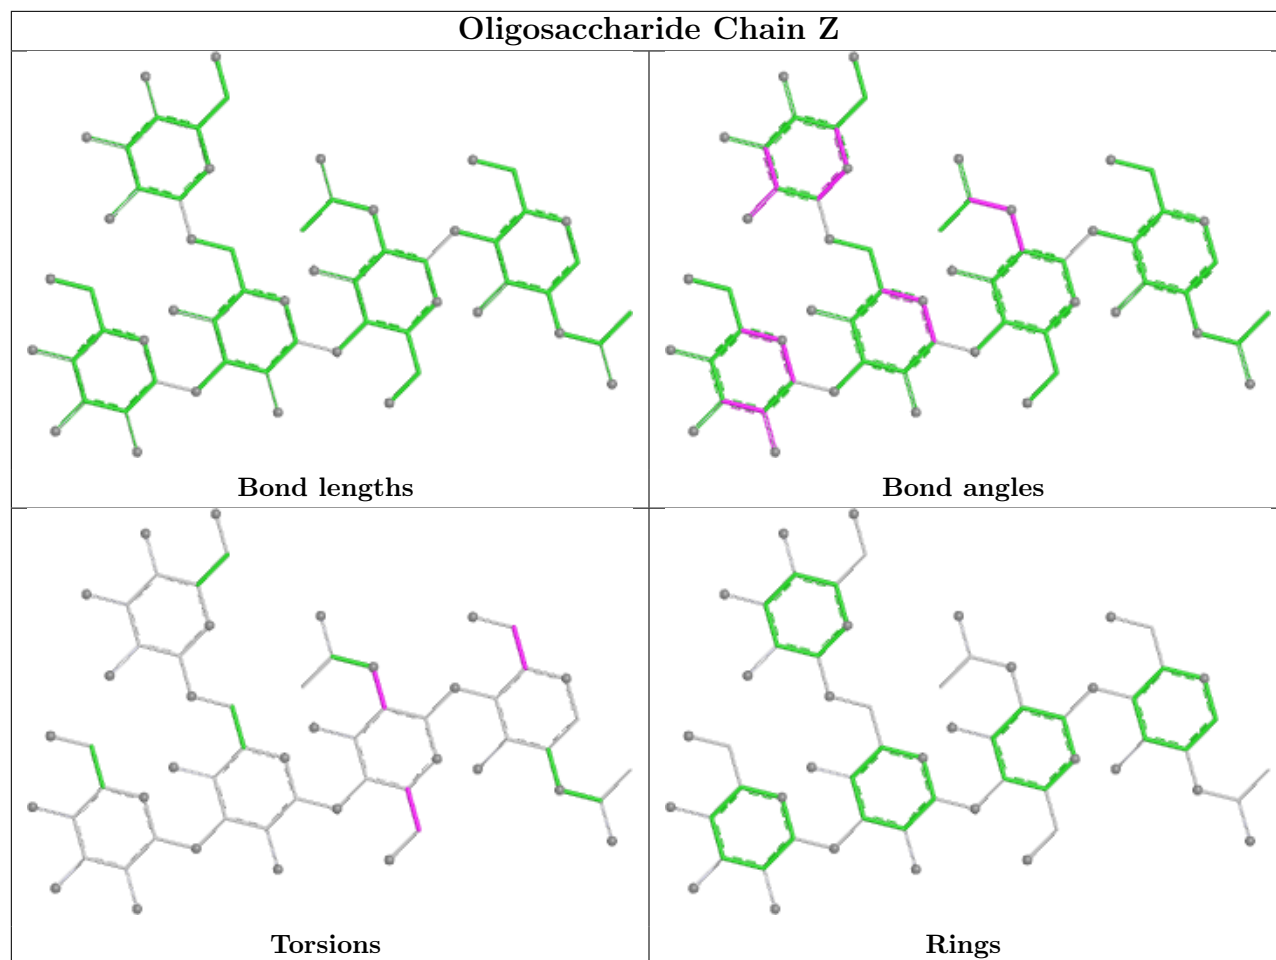 Oligosaccharide Chain Z
Bond lengths
Bond angles
Torsions
Rings